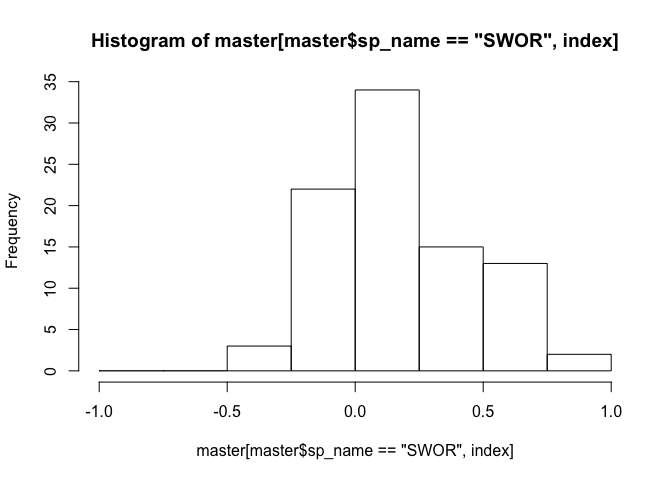 Histogram of master[master$sp_name == "SWOR", index]
Frequency
35
30
25
20
15
10
5
0
-1.0 -0.5 0.0 0.5 1.0
master[master$sp_name == "SWOR", index]